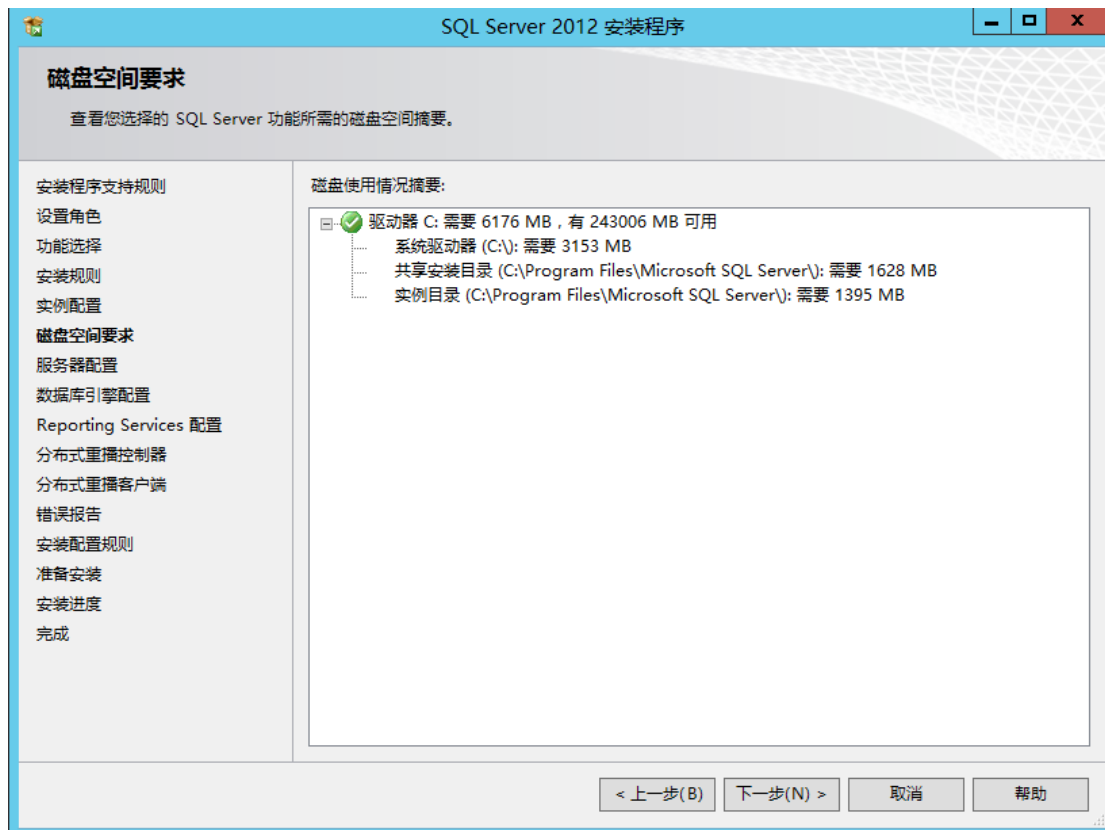 SQL Server 2012 安装程序
磁盘空间要求
查看您选择的 SQL Server 功能所需的磁盘空间摘要。
安装程序支持规则
设置角色
功能选择
安装规则
实例配置
磁盘空间要求
服务器配置
数据库引擎配置
Reporting Services 配置
分布式重播控制器
分布式重播客户端
错误报告
安装配置规则
准备安装
安装进度
完成
磁盘使用情况摘要:
驱动器 C: 需要 6176 MB , 有 243006 MB 可用
系统驱动器 (C:\): 需要 3153 MB
共享安装目录 (C:\Program Files\Microsoft SQL Server\): 需要 1628 MB
实例目录 (C:\Program Files\Microsoft SQL Server\): 需要 1395 MB
< 上一步(B) 下一步(N) > 取消 帮助